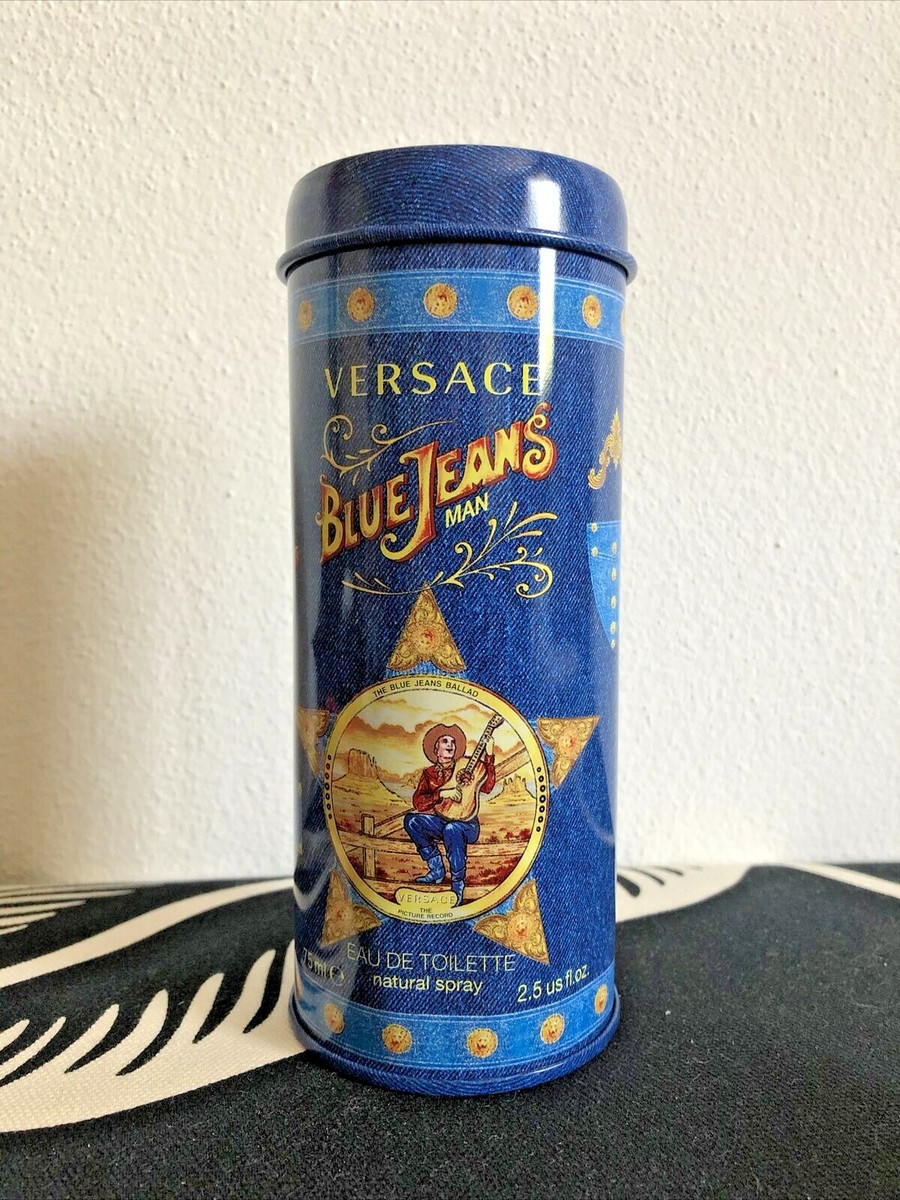 VERSACE
BLUE JEANS
MAN
THE BLUE JEANS BALLAD
VERSACE
THE
PICTURE RECORD
75 ml e
EAU DE TOILETTE
natural spray
2.5 us fl.oz.